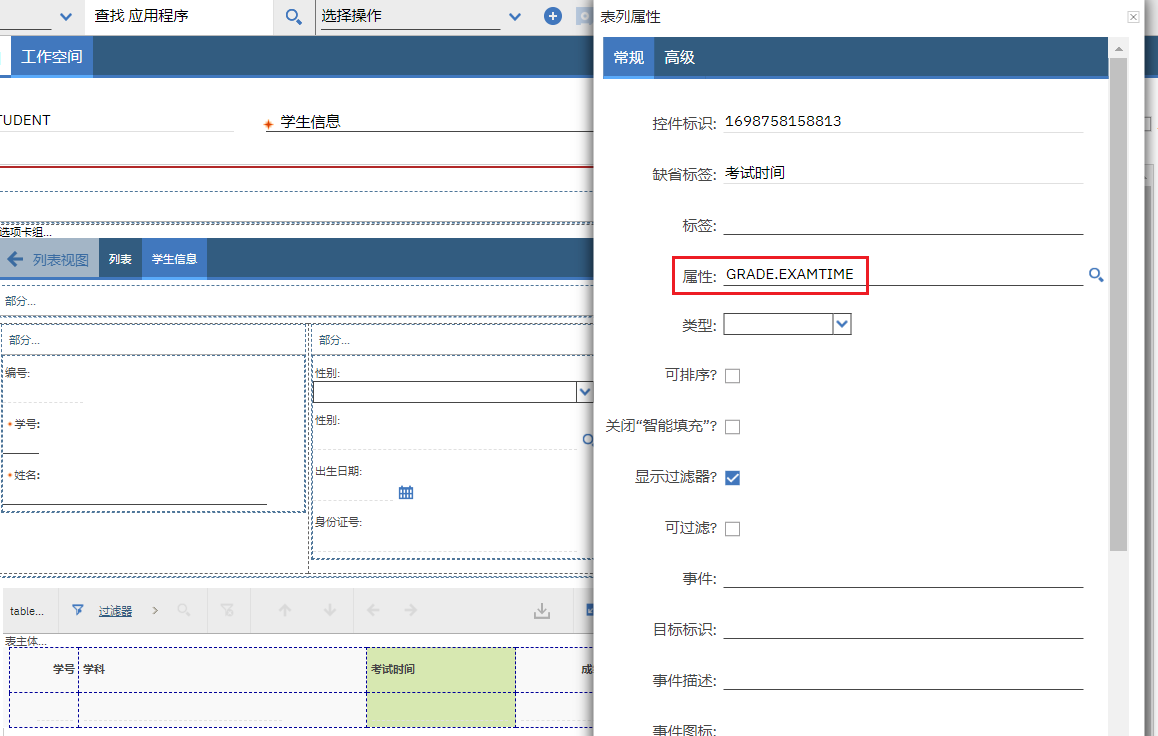 查找 应用程序
选择操作
工作空间
TUDENT
学生信息
选项卡组...
列表视图
列表
学生信息
部分...
部分...
编号:
学号:
姓名:
部分...
性别:
性别:
出生日期:
身份证号:
table...
过滤器
表主体...
学号
学科
考试时间
成
表列属性
常规
高级
控件标识: 1698758158813
缺省标签: 考试时间
标签:
属性: GRADE.EXAMTIME
类型:
可排序?
关闭“智能填充”?
显示过滤器?
可过滤?
事件:
目标标识:
事件描述:
事件图标: